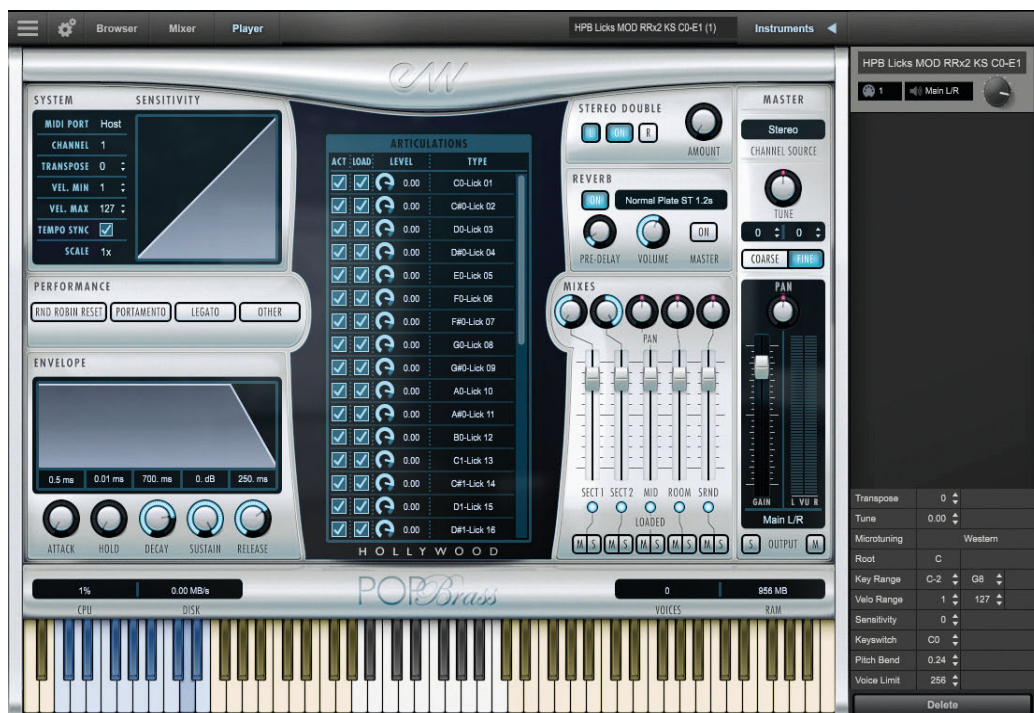 Browser Mixer Player HPB Licks MOD RRx2 KS C0-E1 (1) Instruments
HPB Licks MOD RRx2 KS C0-E1
1 Main L/R
SYSTEM SENSITIVITY
MIDI PORT Host
CHANNEL 1
TRANSPOSE 0
VEL. MIN 1
VEL. MAX 127
TEMPO SYNC
SCALE 1x
PERFORMANCE
RND ROBIN RESET PORTAMENTO LEGATO OTHER
ENVELOPE
0.5 ms 0.01 ms 700. ms 0. dB 250. ms
ATTACK HOLD DECAY SUSTAIN RELEASE
ARTICULATIONS
ACT LOAD LEVEL TYPE
0.00 C0-Lick 01
0.00 C#0-Lick 02
0.00 D0-Lick 03
0.00 D#0-Lick 04
0.00 E0-Lick 05
0.00 F0-Lick 06
0.00 F#0-Lick 07
0.00 G0-Lick 08
0.00 G#0-Lick 09
0.00 A0-Lick 10
0.00 A#0-Lick 11
0.00 B0-Lick 12
0.00 C1-Lick 13
0.00 C#1-Lick 14
0.00 D1-Lick 15
0.00 D#1-Lick 16
HOLLYWOOD
POP Brass
STEREO DOUBLE
ON R
AMOUNT
REVERB
ON Normal Plate ST 1.2s
ON
PRE-DELAY VOLUME MASTER
MIXES
PAN
SECT 1 SECT 2 MID ROOM SRND
LOADED
M S M S M S M S M S
MASTER
Stereo
CHANNEL SOURCE
TUNE
0 0
COARSE FINE
PAN
GAIN L VU R
Main L/R
S OUTPUT M
1% 0.00 MB/s
CPU DISK
0 956 MB
VOICES RAM
Transpose 0
Tune 0.00
Microtuning Western
Root C
Key Range C-2 G8
Velo Range 1 127
Sensitivity 0
Keyswitch C0
Pitch Bend 0.24
Voice Limit 256
Delete